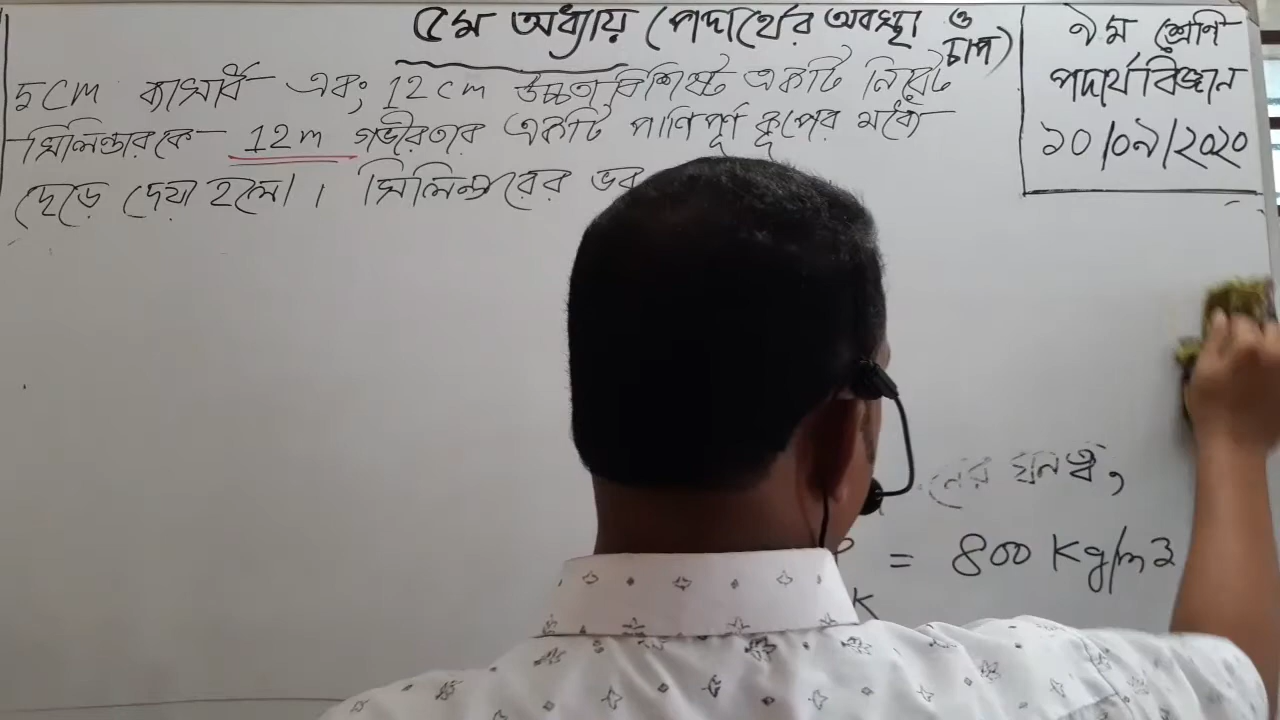 ৫ম অধ্যায় (পদার্থের অবস্থা ও চাপ)
5cm ব্যাসার্ধ এবং 12cm উচ্চতাবিশিষ্ট একটি নিরেট
সিলিন্ডারকে 12m গভীরতার একটি পাণিপূর্ণ কূপের মধ্যে
ছেড়ে দেয়া হলো। সিলিন্ডারের ভর
৯ম শ্রেণি
পদার্থবিজ্ঞান
১০/০৯/২০২০
নের ঘনত্ব,
= 800 Kg/m3
K